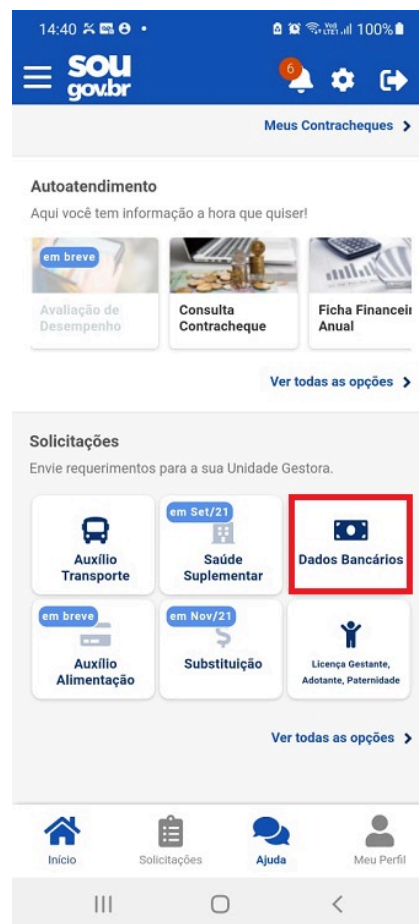 14:40
100%
sou
gov.br
6
Meus Contracheques
Autoatendimento
Aqui você tem informação a hora que quiser!
em breve
Avaliação de
Desempenho
Consulta
Contracheque
Ficha Financeir
Anual
Ver todas as opções
Solicitações
Envie requerimentos para a sua Unidade Gestora.
Auxílio
Transporte
em Set/21
Saúde
Suplementar
Dados Bancários
em breve
Auxílio
Alimentação
em Nov/21
Substituição
Licença Gestante,
Adotante, Paternidade
Ver todas as opções
Início
Solicitações
Ajuda
Meu Perfil